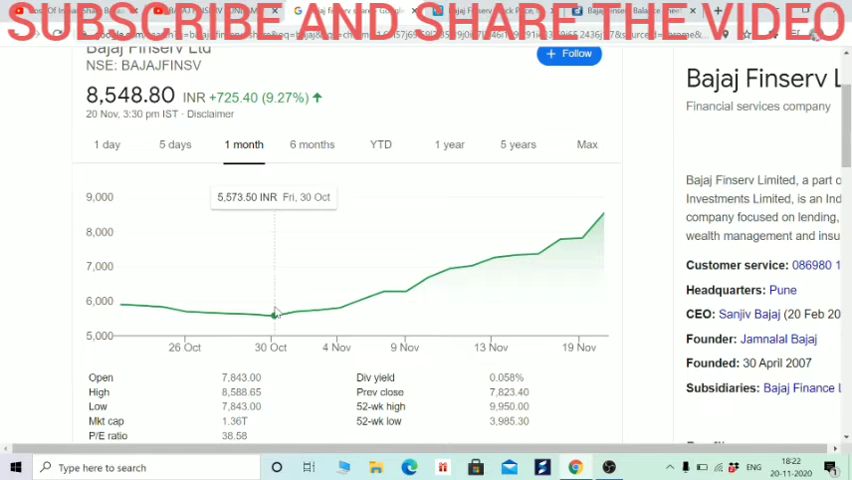 SUBSCRIBE AND SHARE THE VIDEO
Bajaj Finserv Ltd
NSE: BAJAJFINSV
+ Follow
8,548.80 INR +725.40 (9.27%)
20 Nov, 3:30 pm IST · Disclaimer
1 day 5 days 1 month 6 months YTD 1 year 5 years Max
5,573.50 INR Fri, 30 Oct
9,000
8,000
7,000
6,000
5,000
26 Oct 30 Oct 4 Nov 9 Nov 13 Nov 19 Nov
Open 7,843.00 Div yield 0.058%
High 8,588.65 Prev close 7,823.40
Low 7,843.00 52-wk high 9,950.00
Mkt cap 1.36T 52-wk low 3,985.30
P/E ratio 38.58
Bajaj Finserv L
Financial services company
Bajaj Finserv Limited, a part o
Investments Limited, is an Ind
company focused on lending,
wealth management and insu
Customer service: 086980 1
Headquarters: Pune
CEO: Sanjiv Bajaj (20 Feb 20
Founder: Jamnalal Bajaj
Founded: 30 April 2007
Subsidiaries: Bajaj Finance L
Type here to search
ENG
18:22
20-11-2020